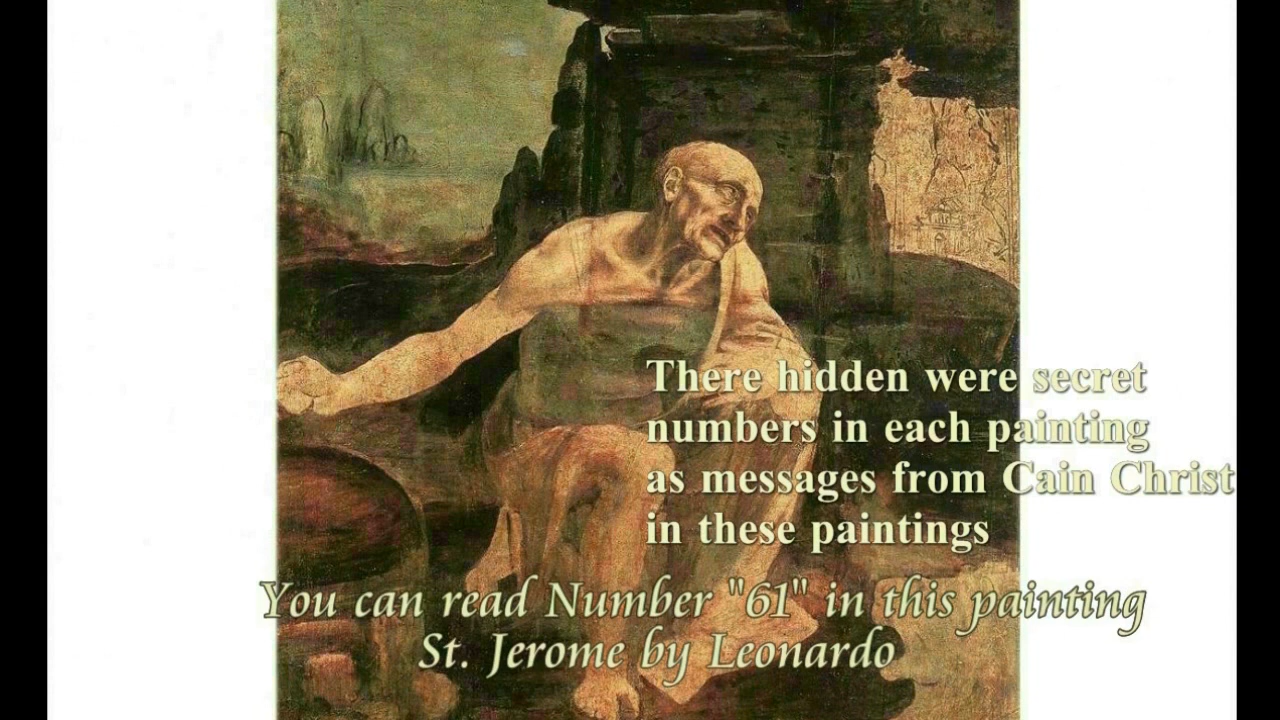 There hidden were secret
numbers in each painting
as messages from Cain Christ
in these paintings
You can read Number "61" in this painting
St. Jerome by Leonardo